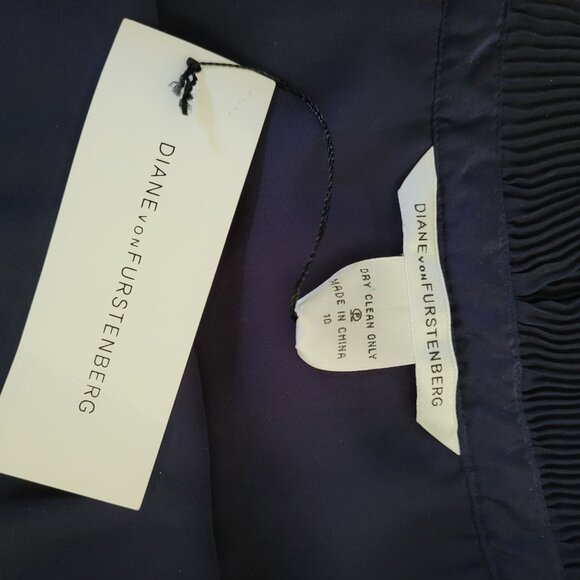 DIANE VON FURSTENBERG
DIANE VON FURSTENBERG
DRY CLEAN ONLY
Ⓟ
MADE IN CHINA
10